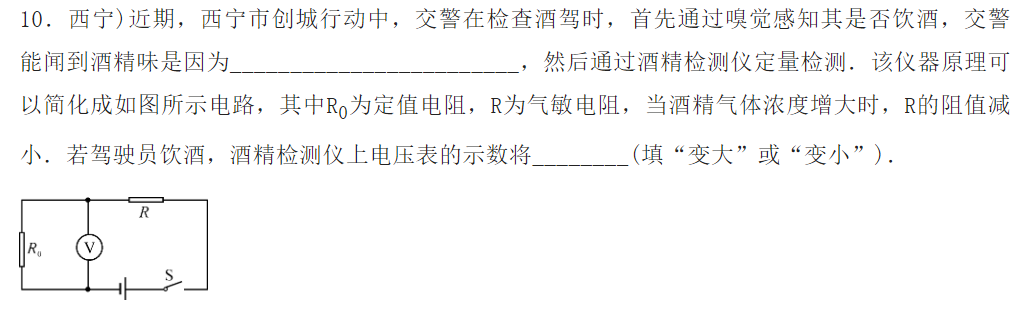 10．西宁)近期，西宁市创城行动中，交警在检查酒驾时，首先通过嗅觉感知其是否饮酒，交警
能闻到酒精味是因为________________________，然后通过酒精检测仪定量检测．该仪器原理可
以简化成如图所示电路，其中R0为定值电阻，R为气敏电阻，当酒精气体浓度增大时，R的阻值减
小．若驾驶员饮酒，酒精检测仪上电压表的示数将________(填“变大”或“变小”)．
R
R0
V
S